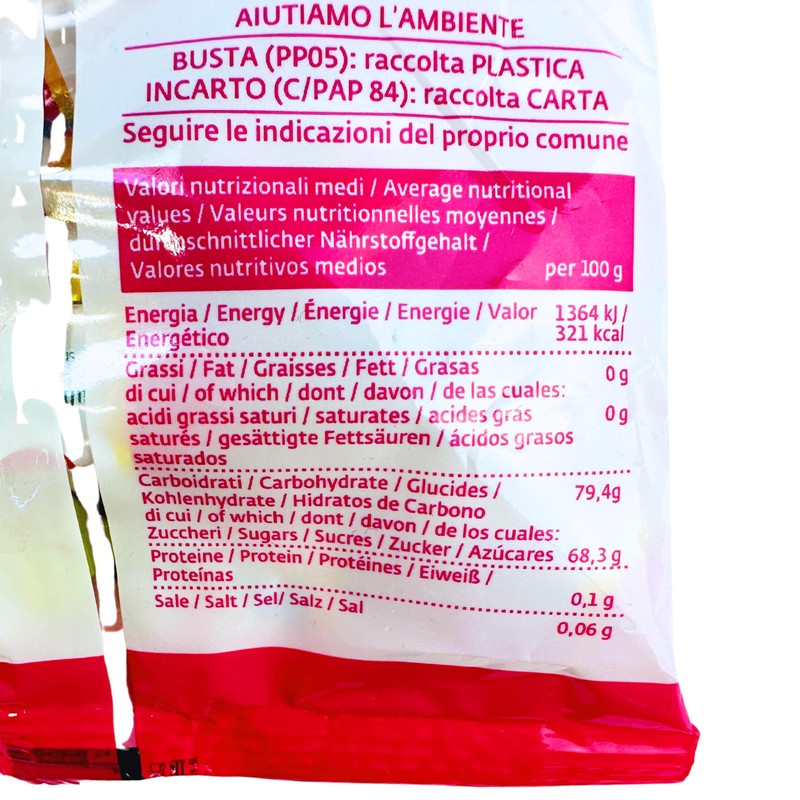 AIUTIAMO L'AMBIENTE
BUSTA (PP05): raccolta PLASTICA
INCARTO (C/PAP 84): raccolta CARTA
Seguire le indicazioni del proprio comune
Valori nutrizionali medi / Average nutritional
values / Valeurs nutritionnelles moyennes /
durchschnittlicher Nährstoffgehalt /
Valores nutritivos medios per 100 g
Energia / Energy / Énergie / Energie / Valor 1364 kJ /
Energético 321 kcal
Grassi / Fat / Graisses / Fett / Grasas 0 g
di cui / of which / dont / davon / de las cuales:
acidi grassi saturi / saturates / acides gras 0 g
saturés / gesättigte Fettsäuren / ácidos grasos
saturados
Carboidrati / Carbohydrate / Glucides / 79,4g
Kohlenhydrate / Hidratos de Carbono
di cui / of which / dont / davon / de los cuales:
Zuccheri / Sugars / Sucres / Zucker / Azúcares 68,3 g
Proteine / Protein / Protéines / Eiweiß /
Proteínas 0,1 g
Sale / Salt / Sel/ Salz / Sal 0,06 g